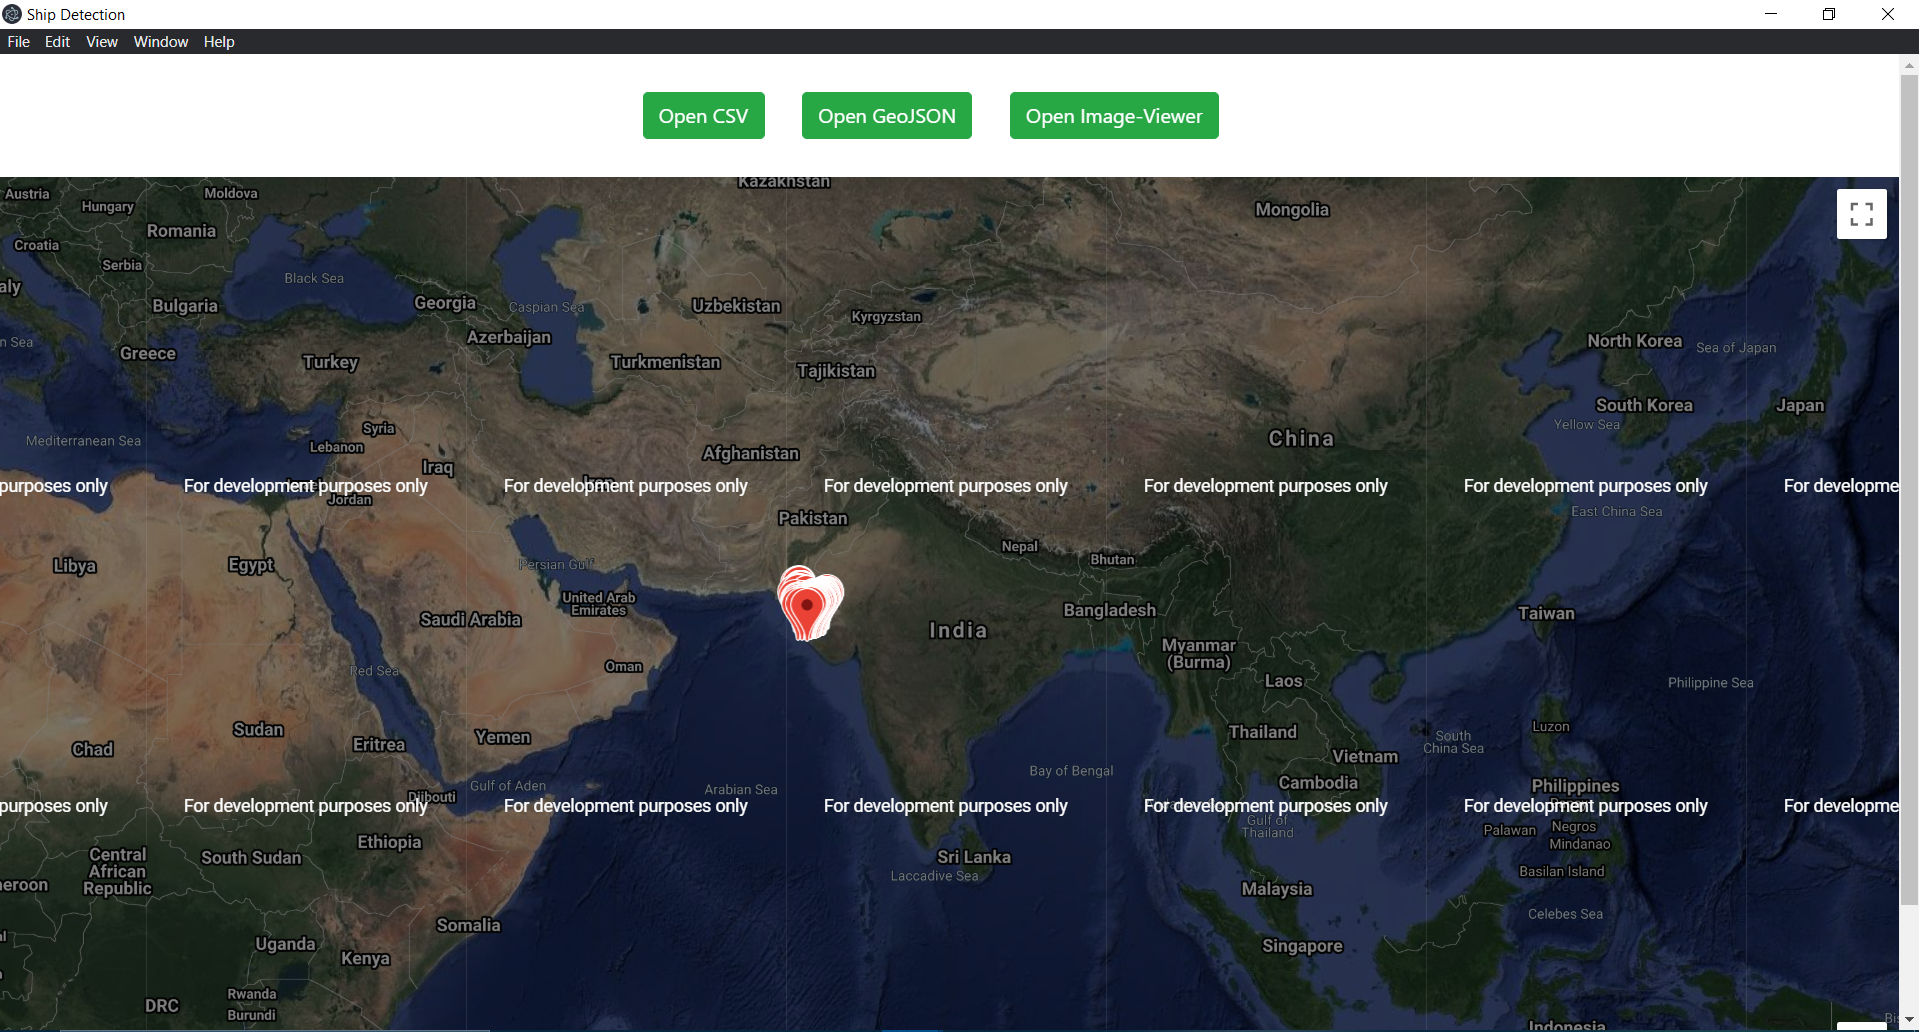 Ship Detection
File Edit View Window Help
Open CSV Open GeoJSON Open Image-Viewer
Kazakhstan
Austria
Moldova
Hungary
Mongolia
Romania
Croatia
Serbia
Black Sea
aly
Bulgaria
Georgia
Caspian Sea
Uzbekistan
Kyrgyzstan
Azerbaijan
n Sea
Greece
Turkey
Turkmenistan
Tajikistan
North Korea
Sea of Japan
South Korea
Japan
Yellow Sea
Syria
Mediterranean Sea
Lebanon
Iraq
Afghanistan
China
purposes only For development purposes only For development purposes only For development purposes only For development purposes only For development purposes only For developme
Jordan
Pakistan
East China Sea
Nepal
Bhutan
Libya
Egypt
Persian Gulf
United Arab
Emirates
Saudi Arabia
India
Bangladesh
Taiwan
Myanmar
(Burma)
Oman
Red Sea
Laos
Philippine Sea
Sudan
Eritrea
Yemen
Thailand
Luzon
Chad
South
China Sea
Vietnam
Bay of Bengal
Cambodia
Gulf of Aden
Arabian Sea
Philippines
Djibouti
purposes only For development purposes only For development purposes only For development purposes only For development purposes only For development purposes only For developme
Gulf of
Thailand
Palawan
Negros
Mindanao
Ethiopia
Central
African
Republic
South Sudan
Sri Lanka
Laccadive Sea
Basilan Island
eroon
Malaysia
Celebes Sea
Somalia
Uganda
Kenya
Singapore
Rwanda
Burundi
DRC
Indonesia
Bis